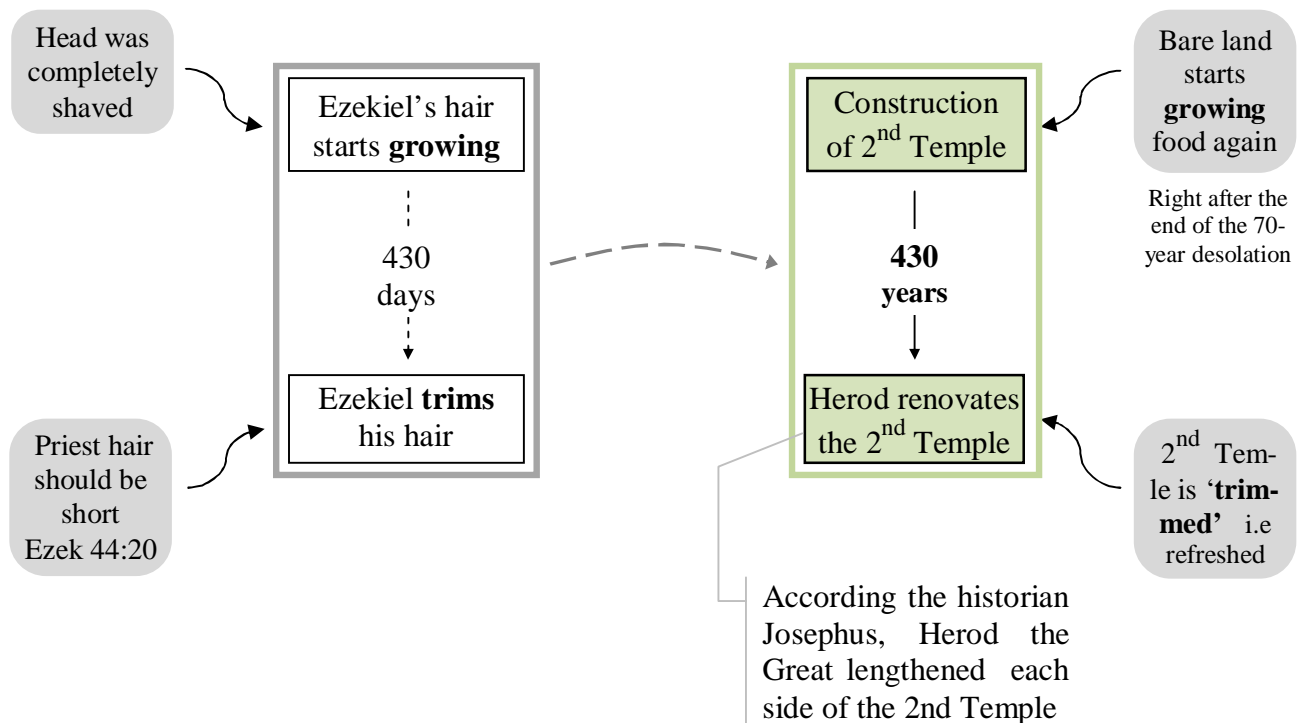 Head was
completely
shaved
Ezekiel’s hair
starts growing
430
days
Ezekiel trims
his hair
Priest hair
should be
short
Ezek 44:20
Construction
of 2nd Temple
430
years
Herod renovates
the 2nd Temple
Bare land
starts
growing
food again
Right after the
end of the 70-
year desolation
2nd Tem-
le is ‘trim-
med’ i.e
refreshed
According the historian
Josephus, Herod the
Great lengthened each
side of the 2nd Temple